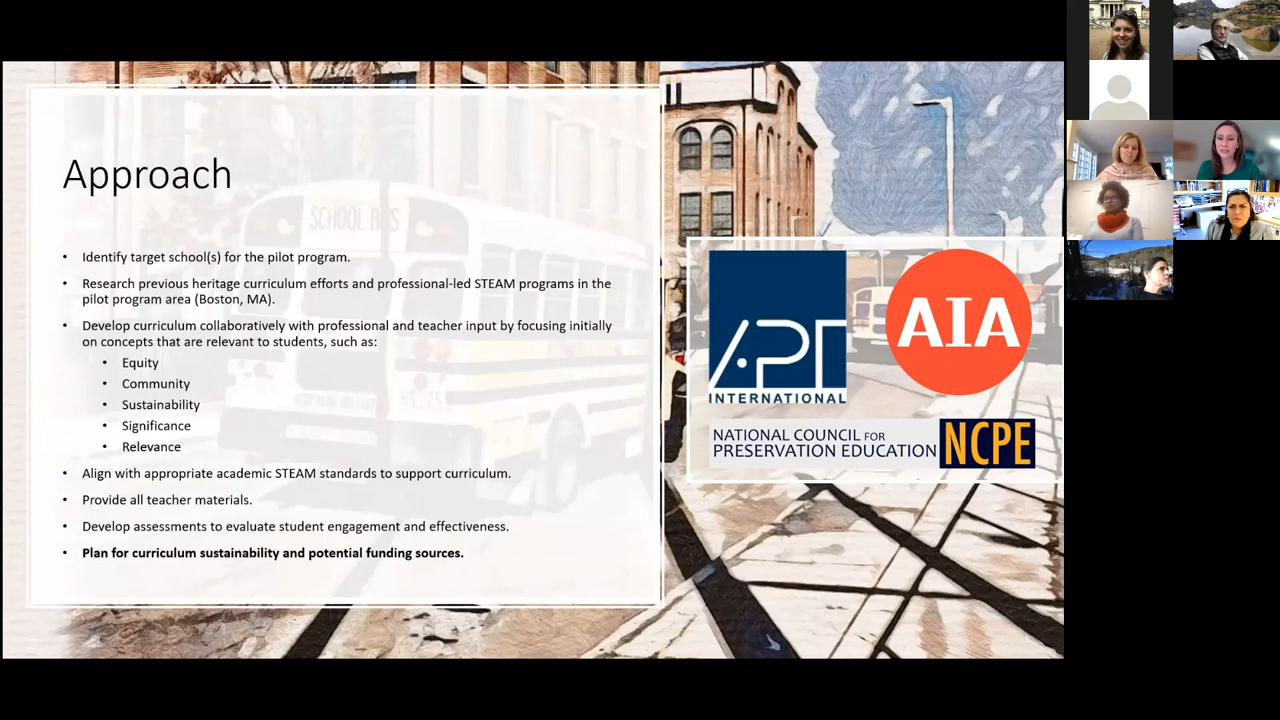 Approach
• Identify target school(s) for the pilot program.
• Research previous heritage curriculum efforts and professional-led STEAM programs in the
pilot program area (Boston, MA).
• Develop curriculum collaboratively with professional and teacher input by focusing initially
on concepts that are relevant to students, such as:
• Equity
• Community
• Sustainability
• Significance
• Relevance
• Align with appropriate academic STEAM standards to support curriculum.
• Provide all teacher materials.
• Develop assessments to evaluate student engagement and effectiveness.
• Plan for curriculum sustainability and potential funding sources.
SCHOOL BUS
APT
INTERNATIONAL
AIA
NATIONAL COUNCIL FOR
PRESERVATION EDUCATION
NCPE